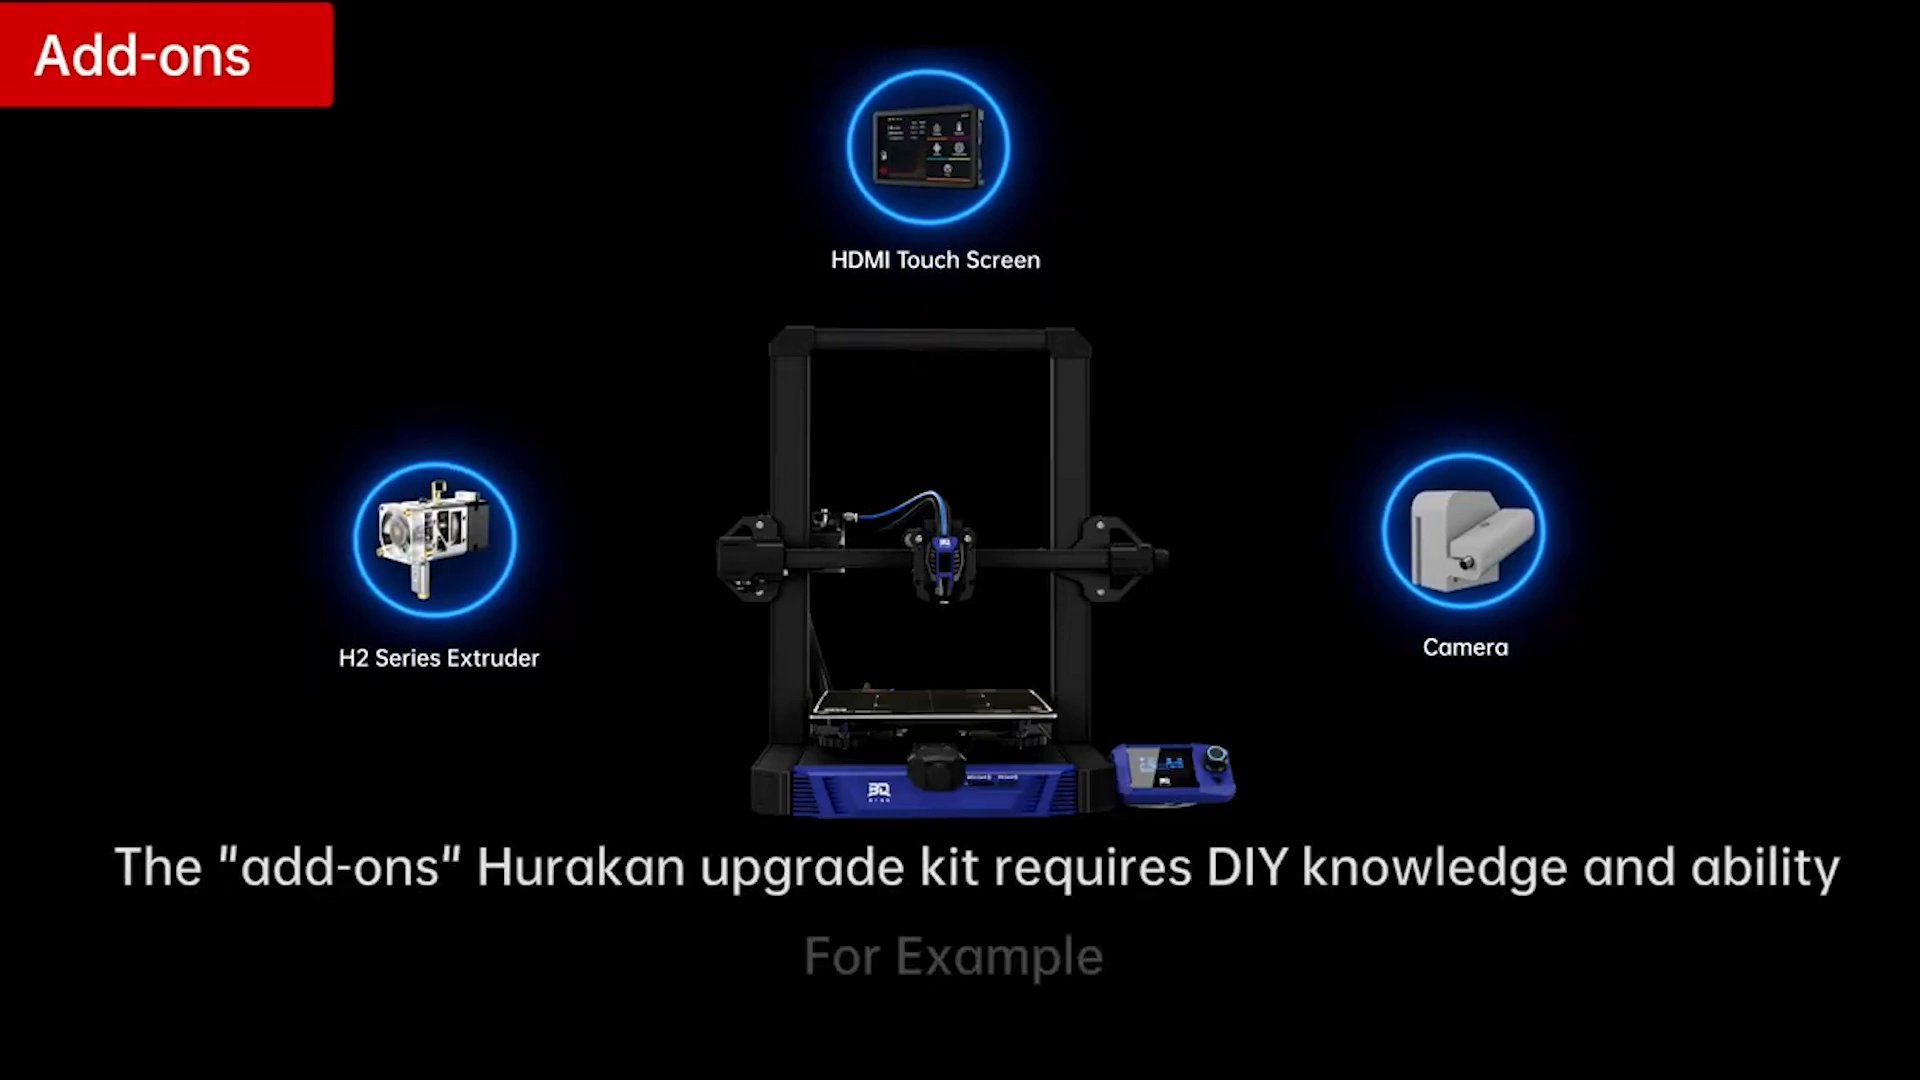 Add-ons
HDMI Touch Screen
H2 Series Extruder
Camera
BQ
The "add-ons" Hurakan upgrade kit requires DIY knowledge and ability
For Example